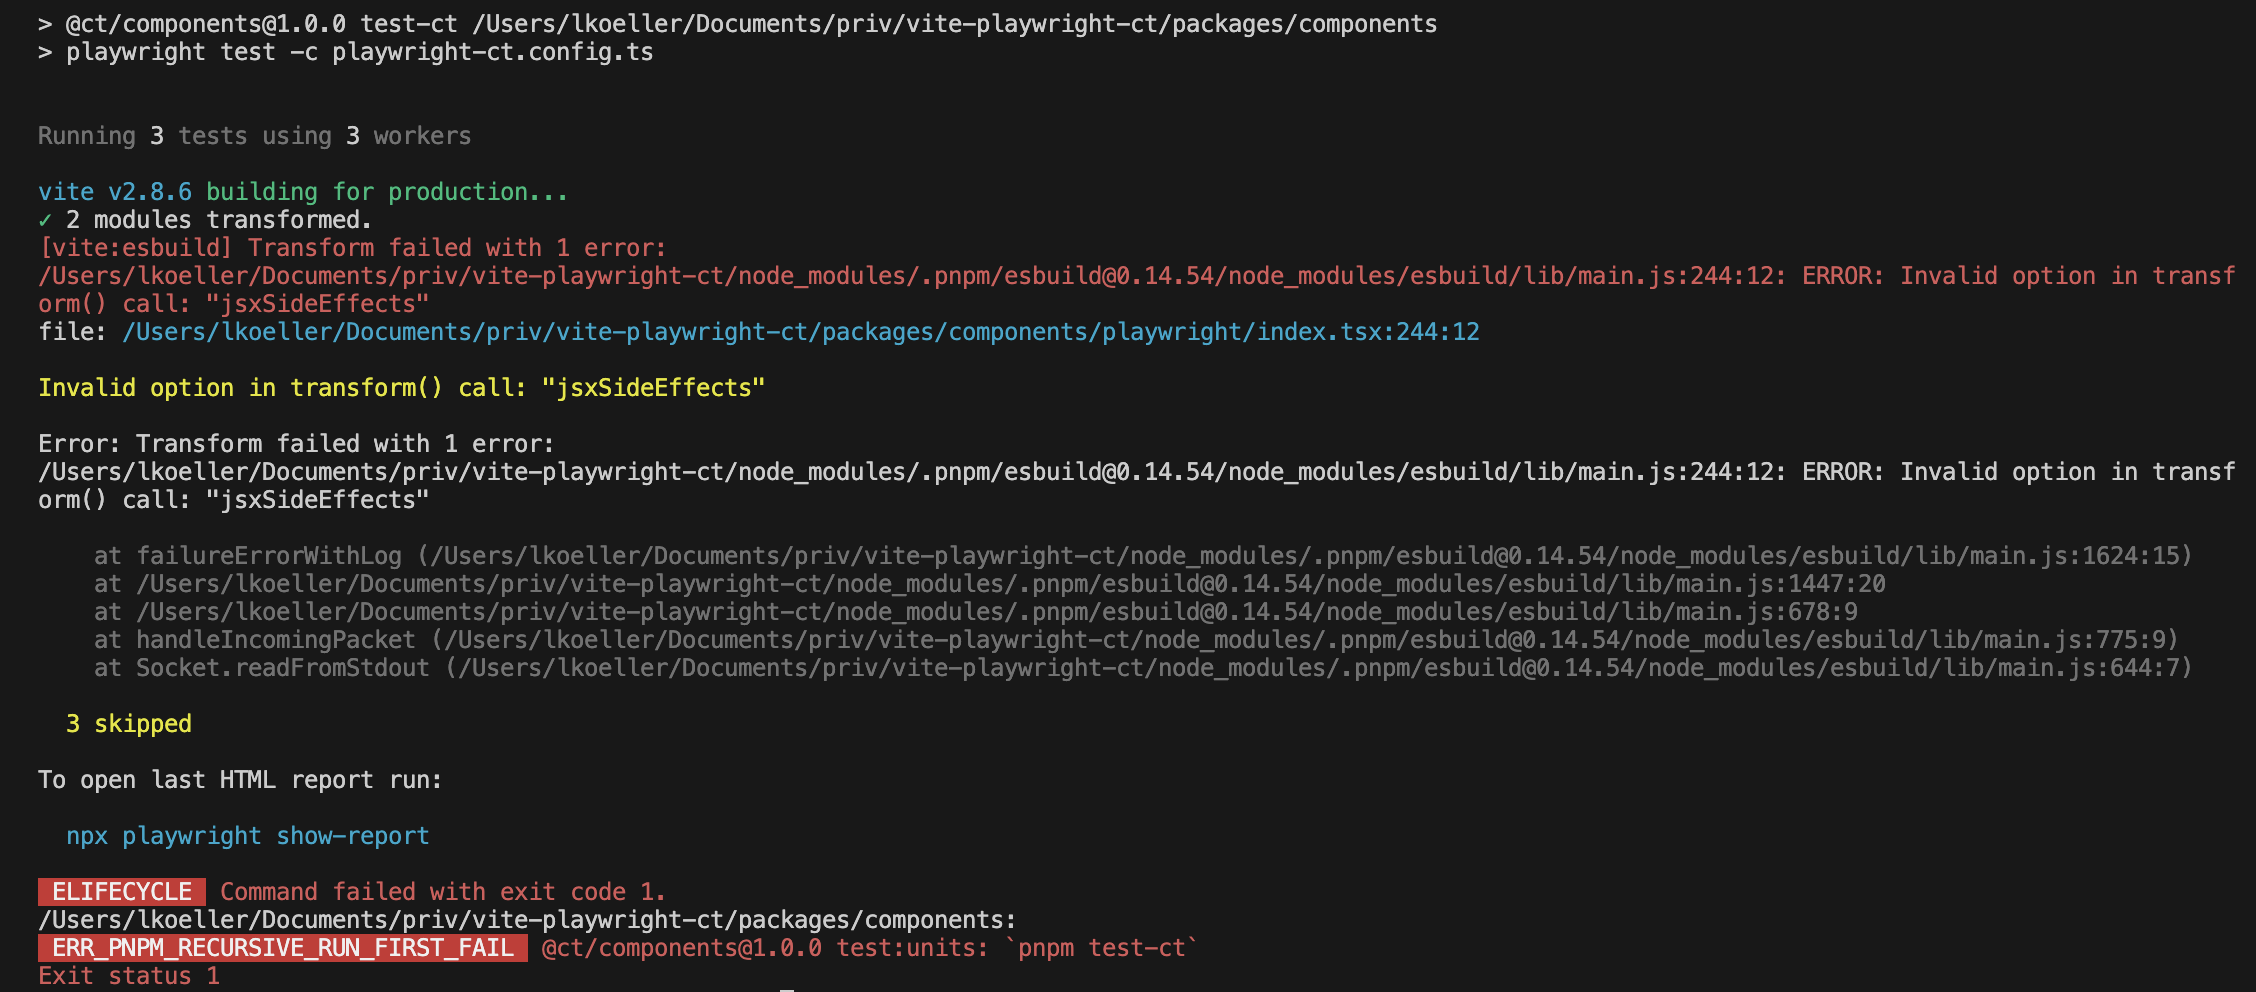 > @ct/components@1.0.0 test-ct /Users/lkoeller/Documents/priv/vite-playwright-ct/packages/components
> playwright test -c playwright-ct.config.ts
Running 3 tests using 3 workers
vite v2.8.6 building for production...
✓ 2 modules transformed.
[vite:esbuild] Transform failed with 1 error:
/Users/lkoeller/Documents/priv/vite-playwright-ct/node_modules/.pnpm/esbuild@0.14.54/node_modules/esbuild/lib/main.js:244:12: ERROR: Invalid option in transf
orm() call: "jsxSideEffects"
file: /Users/lkoeller/Documents/priv/vite-playwright-ct/packages/components/playwright/index.tsx:244:12
Invalid option in transform() call: "jsxSideEffects"
Error: Transform failed with 1 error:
/Users/lkoeller/Documents/priv/vite-playwright-ct/node_modules/.pnpm/esbuild@0.14.54/node_modules/esbuild/lib/main.js:244:12: ERROR: Invalid option in transf
orm() call: "jsxSideEffects"
at failureErrorWithLog (/Users/lkoeller/Documents/priv/vite-playwright-ct/node_modules/.pnpm/esbuild@0.14.54/node_modules/esbuild/lib/main.js:1624:15)
at /Users/lkoeller/Documents/priv/vite-playwright-ct/node_modules/.pnpm/esbuild@0.14.54/node_modules/esbuild/lib/main.js:1447:20
at /Users/lkoeller/Documents/priv/vite-playwright-ct/node_modules/.pnpm/esbuild@0.14.54/node_modules/esbuild/lib/main.js:678:9
at handleIncomingPacket (/Users/lkoeller/Documents/priv/vite-playwright-ct/node_modules/.pnpm/esbuild@0.14.54/node_modules/esbuild/lib/main.js:775:9)
at Socket.readFromStdout (/Users/lkoeller/Documents/priv/vite-playwright-ct/node_modules/.pnpm/esbuild@0.14.54/node_modules/esbuild/lib/main.js:644:7)
3 skipped
To open last HTML report run:
npx playwright show-report
ELIFECYCLE Command failed with exit code 1.
/Users/lkoeller/Documents/priv/vite-playwright-ct/packages/components:
ERR_PNPM_RECURSIVE_RUN_FIRST_FAIL @ct/components@1.0.0 test:units: `pnpm test-ct`
Exit status 1